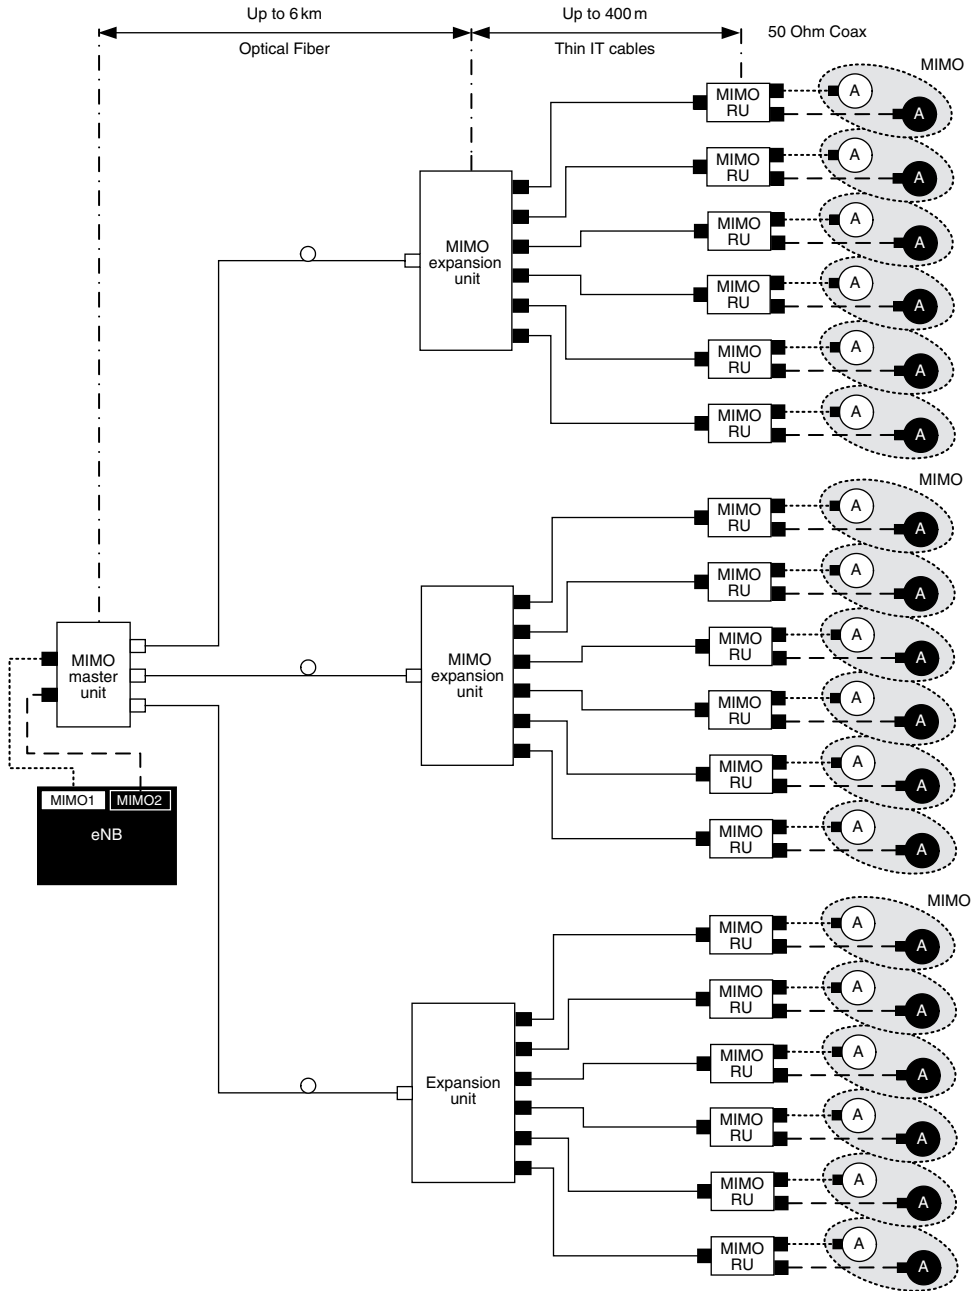 Up to 6 km
Up to 400 m
50 Ohm Coax
Optical Fiber
Thin IT cables
MIMO
MIMO
RU
A
A
MIMO
RU
A
A
MIMO
RU
A
A
MIMO
expansion
unit
MIMO
RU
A
A
MIMO
RU
A
A
MIMO
RU
A
A
MIMO
MIMO
RU
A
A
MIMO
RU
A
A
MIMO
RU
A
A
MIMO
master
unit
MIMO
expansion
unit
MIMO
RU
A
A
MIMO
RU
A
A
MIMO1
MIMO2
eNB
MIMO
RU
A
A
MIMO
MIMO
RU
A
A
MIMO
RU
A
A
MIMO
RU
A
A
Expansion
unit
MIMO
RU
A
A
MIMO
RU
A
A
MIMO
RU
A
A